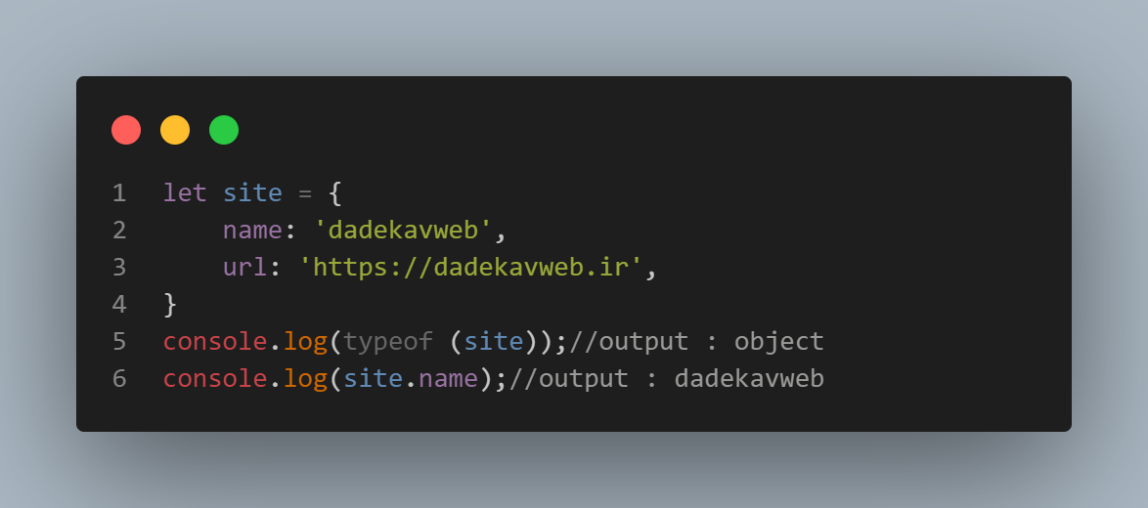 1 let site = {
2     name: 'dadekavweb',
3     url: 'https://dadekavweb.ir',
4 }
5 console.log(typeof (site));//output : object
6 console.log(site.name);//output : dadekavweb